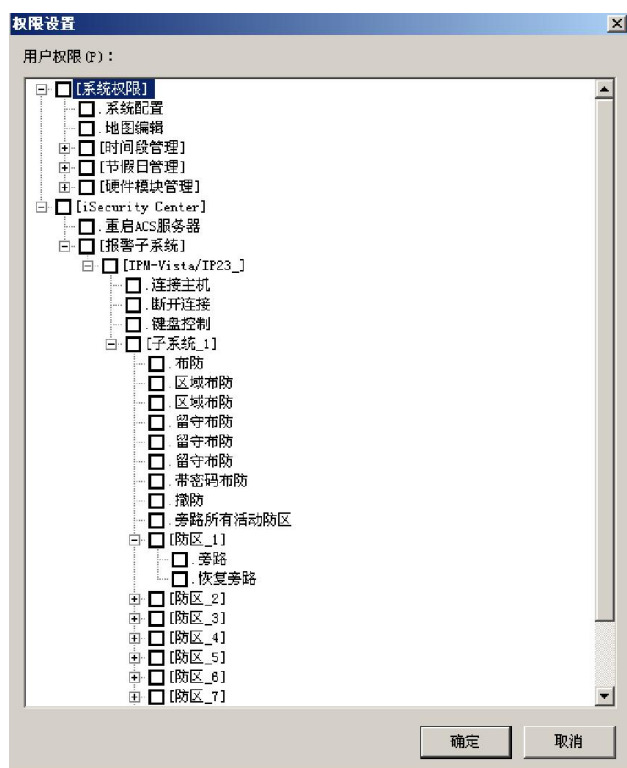 权限设置
用户权限(P):
[系统权限]
.系统配置
.地图编辑
[时间段管理]
[节假日管理]
[硬件模块管理]
[iSecurity Center]
.重启ACS服务器
[报警子系统]
[IPM-Vista/IP23_]
.连接主机
.断开连接
.键盘控制
[子系统_1]
.布防
.区域布防
.区域布防
.留守布防
.留守布防
.留守布防
.带密码布防
.撤防
.旁路所有活动防区
[防区_1]
.旁路
.恢复旁路
[防区_2]
[防区_3]
[防区_4]
[防区_5]
[防区_6]
[防区_7]
确定 取消